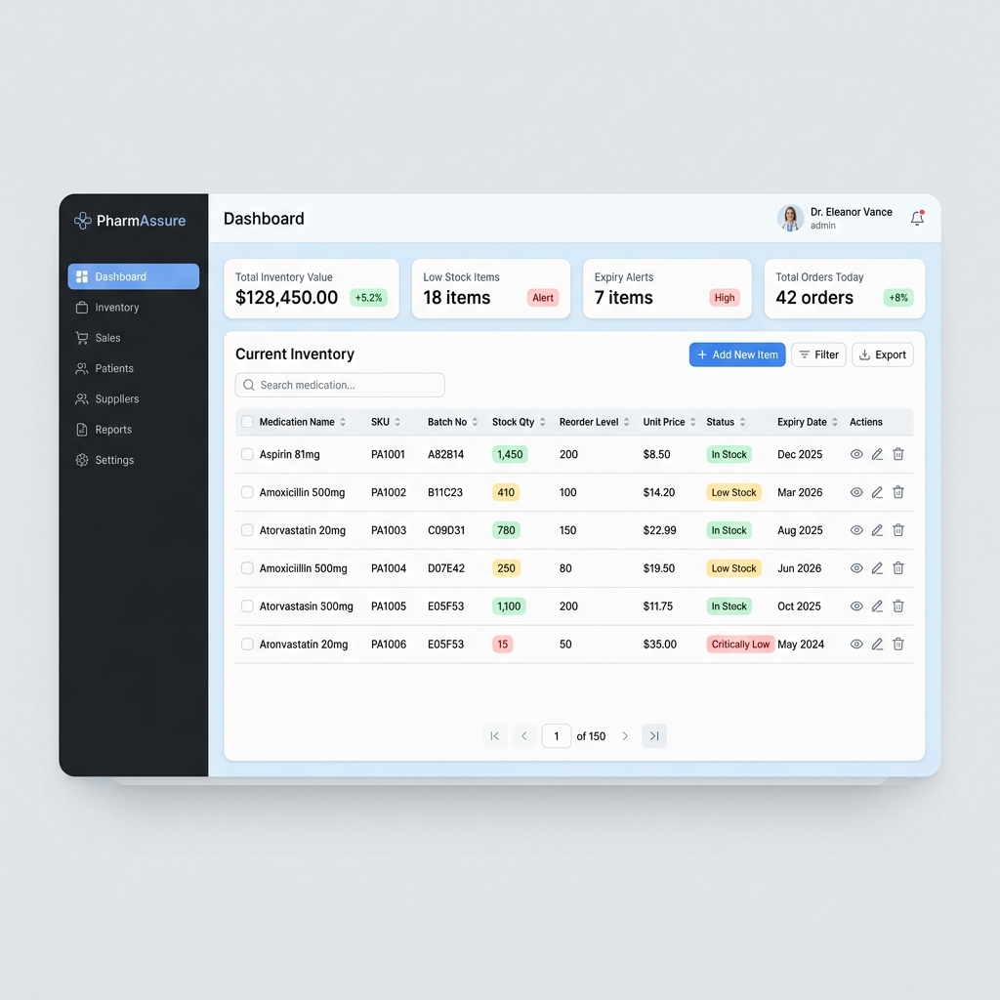 PharmAssure
Dashboard
Inventory
Sales
Patients
Suppliers
Reports
Settings
Dashboard
Dr. Eleanor Vance
admin
Total Inventory Value
$128,450.00 +5.2%
Low Stock Items
18 items Alert
Expiry Alerts
7 items High
Total Orders Today
42 orders +8%
Current Inventory
+ Add New Item Filter Export
Search medication...
Medication Name SKU Batch No Stock Qty Reorder Level Unit Price Status Expiry Date Actions
Aspirin 81mg PA1001 A82814 1,450 200 $8.50 In Stock Dec 2025
Amoxicillin 500mg PA1002 B11C23 410 100 $14.20 Lew Stock Mar 2026
Atorvastatin 20mg PA1003 C09D31 780 150 $22.99 In Stock Aug 2025
Amoxiciillin 500mg PA1004 D07E42 250 80 $19.50 Low Stock Jun 2026
Atorvastasin 300mg PA1005 E05F53 1,100 200 $11.75 In Steck Oct 2025
Aronvastatin 20mg PA1006 E05F53 15 50 $35.00 Critically Low May 2024
1 of 150